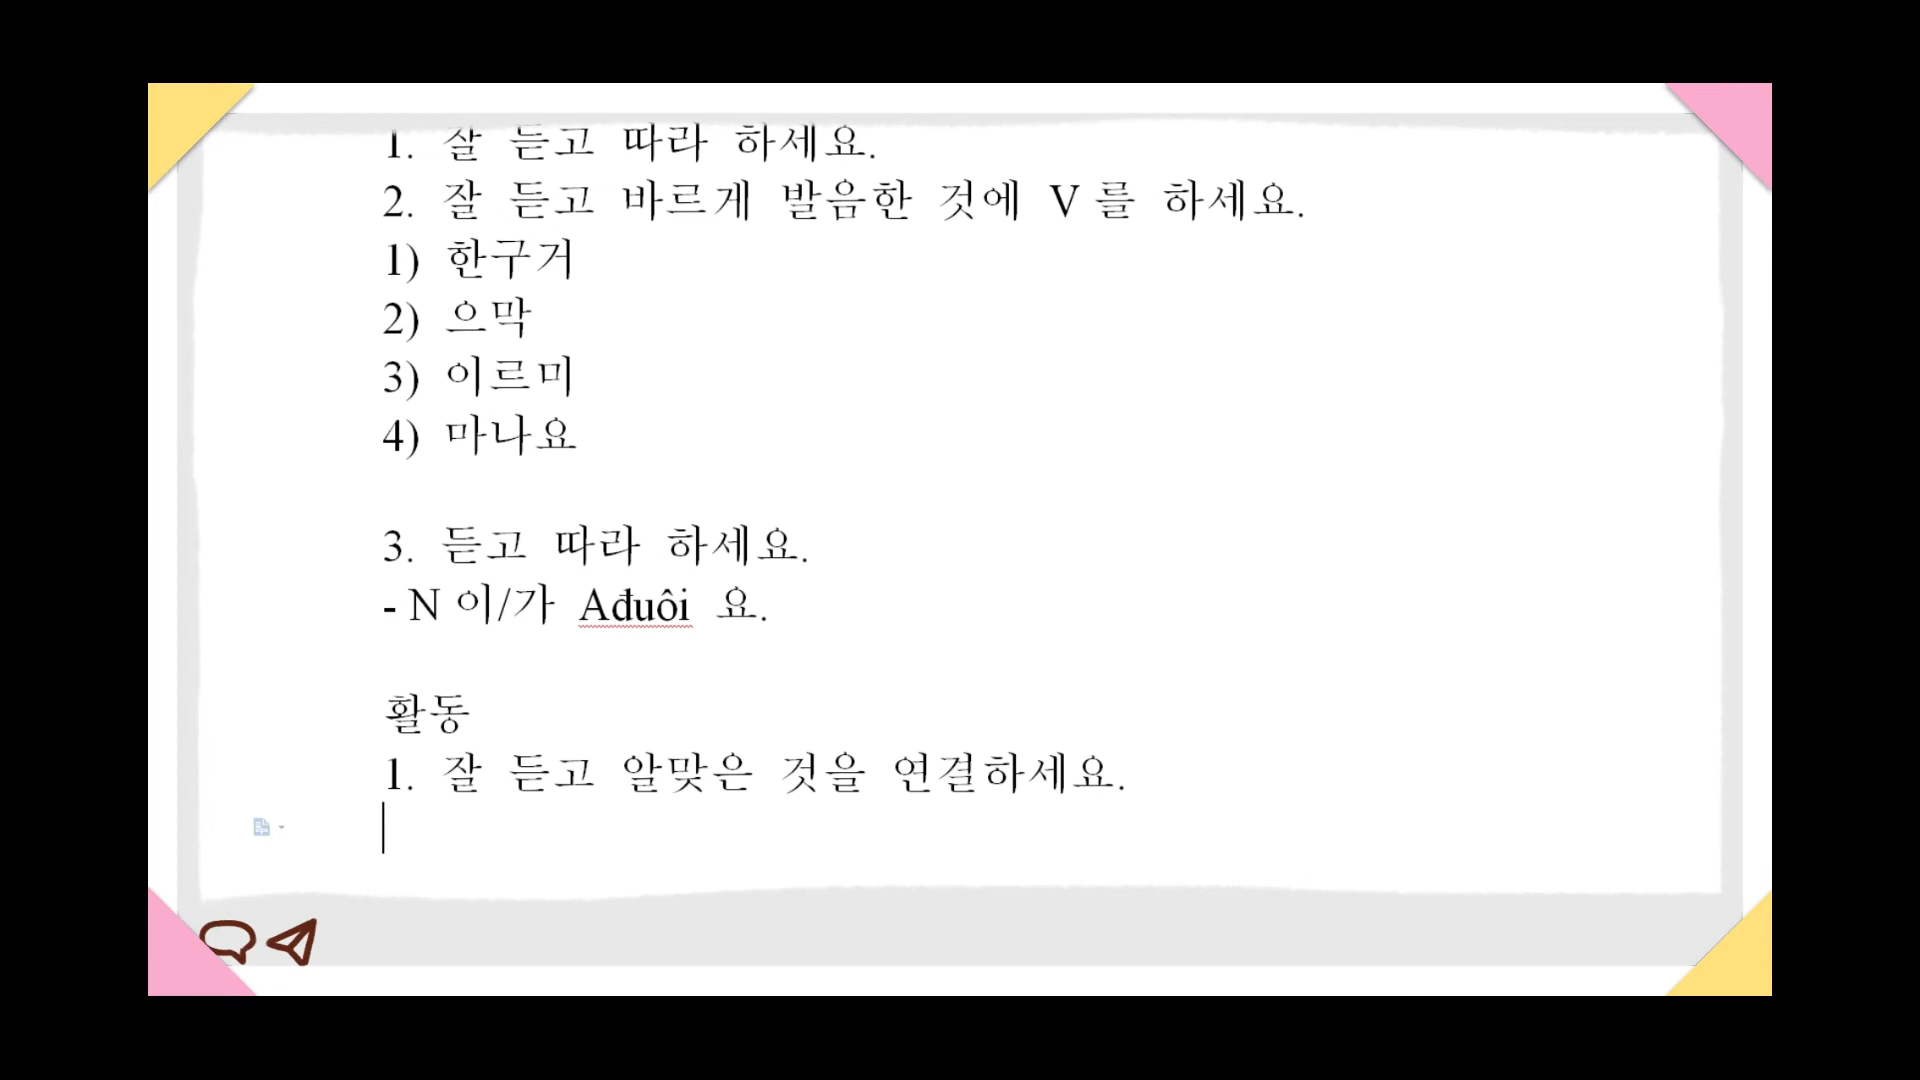 1. 잘 듣고 따라 하세요.
2. 잘 듣고 바르게 발음한 것에 V 를 하세요.
1) 한구거
2) 으막
3) 이르미
4) 마나요
3. 듣고 따라 하세요.
- N 이/가 Ađuôi 요.
활동
1. 잘 듣고 알맞은 것을 연결하세요.